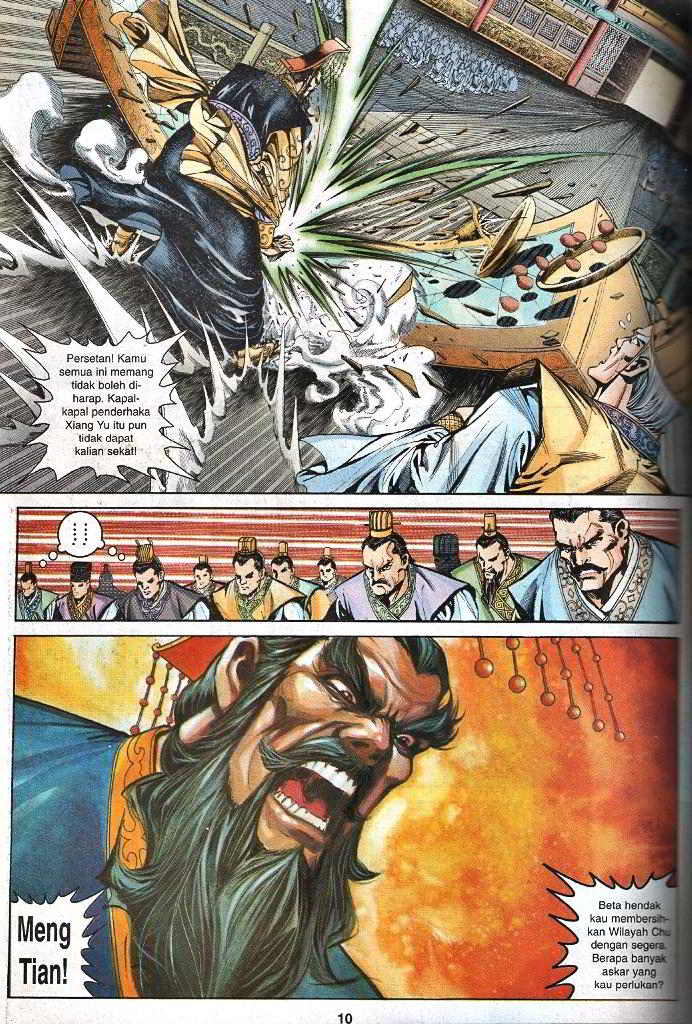 Persetan! Kamu
semua ini memang
tidak boleh di-
harap. Kapal-
kapal penderhaka
Xiang Yu itu pun
tidak dapat
kalian sekat!
Meng
Tian!
Beta hendak
kau membersih-
kan Wilayah Chu
dengan segera.
Berapa banyak
askar yang
kau perlukan?
10